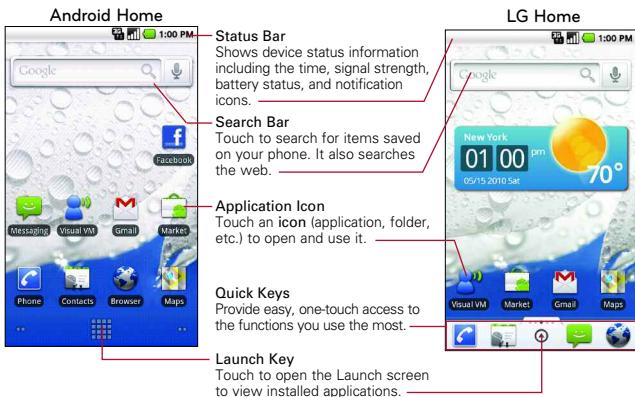 Android Home
LG Home
3G 1:00 PM
Google
Facebook
Messaging
Visual VM
Gmail
Market
Phone
Contacts
Browser
Maps
Status Bar
Shows device status information
including the time, signal strength,
battery status, and notification
icons.
Search Bar
Touch to search for items saved
on your phone. It also searches
the web.
Application Icon
Touch an icon (application, folder,
etc.) to open and use it.
Quick Keys
Provide easy, one-touch access to
the functions you use the most.
Launch Key
Touch to open the Launch screen
to view installed applications.
3G 1:00 PM
Google
New York
01 00 pm
70°
05/15 2010 Sat
Visual VM
Market
Gmail
Maps